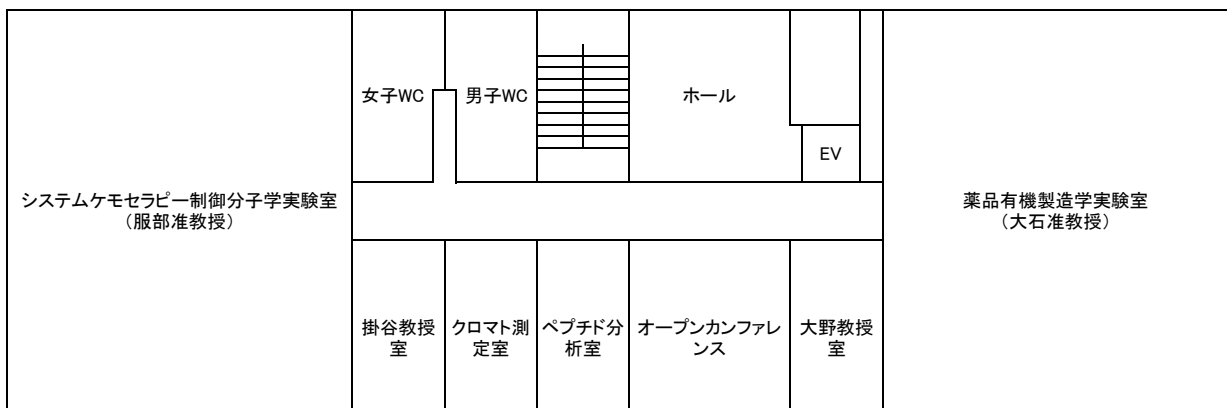 女子WC
男子WC
ホール
EV
システムケモセラピー制御分子学実験室
（服部准教授）
薬品有機製造学実験室
（大石准教授）
掛谷教授
室
クロマト測
定室
ペプチド分
析室
オープンカンファレ
ンス
大野教授
室